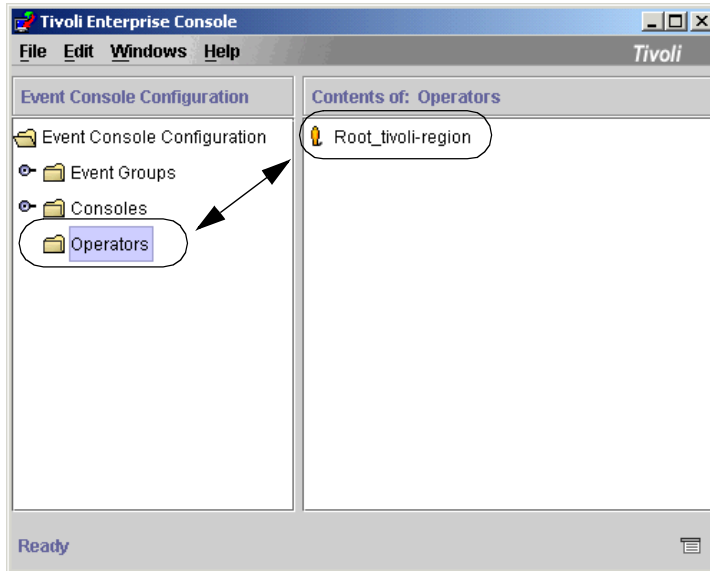 Tivoli Enterprise Console
File Edit Windows Help
Tivoli
Event Console Configuration
Contents of: Operators
Event Console Configuration
Root_tivoli-region
Event Groups
Consoles
Operators
Ready